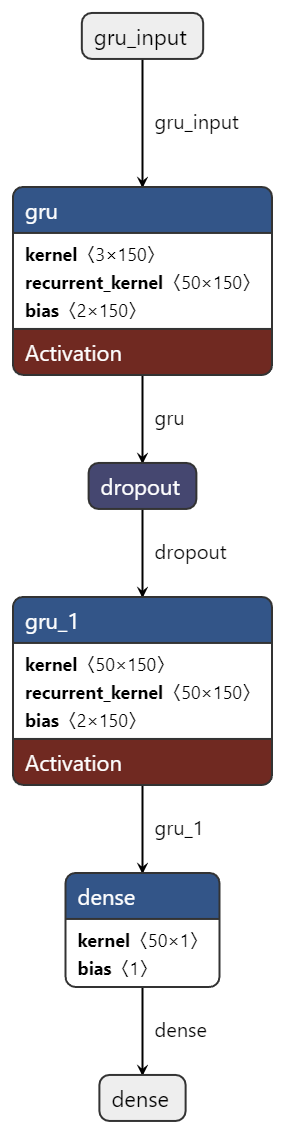 gru_input
gru_input
gru
kernel〈3×150〉
recurrent_kernel〈50×150〉
bias〈2×150〉
Activation
gru
dropout
dropout
gru_1
kernel〈50×150〉
recurrent_kernel〈50×150〉
bias〈2×150〉
Activation
gru_1
dense
kernel〈50×1〉
bias〈1〉
dense
dense